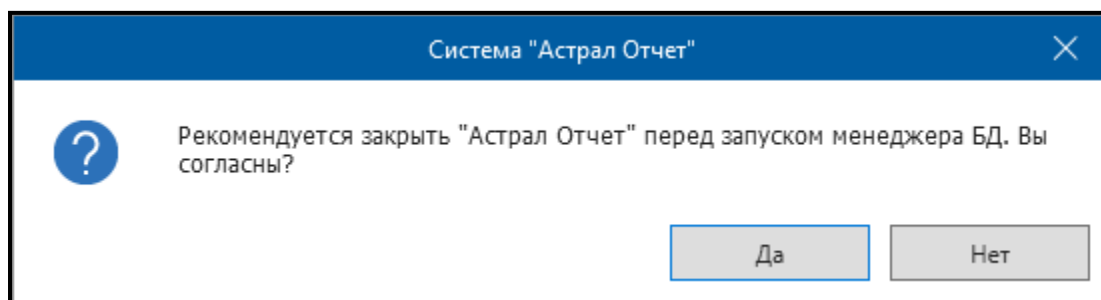 Система "Астрал Отчет"
Рекомендуется закрыть "Астрал Отчет" перед запуском менеджера БД. Вы
согласны?
Да
Нет